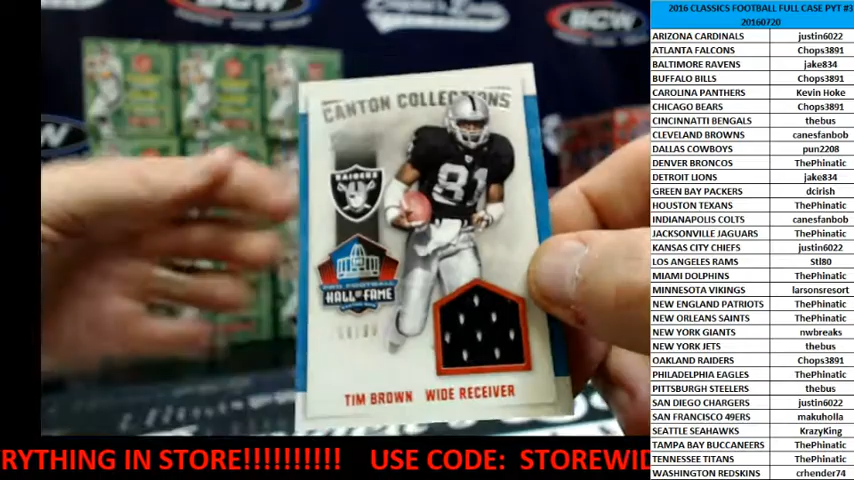 BCW
BCW
CANTON COLLECTIONS
RAIDERS
81
PRO FOOTBALL
HALL OF FAME
TIM BROWN WIDE RECEIVER
RYTHING IN STORE!!!!!!!!!! USE CODE: STOREWID
2016 CLASSICS FOOTBALL FULL CASE PYT #3
20160720
ARIZONA CARDINALS justin6022
ATLANTA FALCONS Chops3891
BALTIMORE RAVENS jake834
BUFFALO BILLS Chops3891
CAROLINA PANTHERS Kevin Hoke
CHICAGO BEARS Chops3891
CINCINNATI BENGALS thebus
CLEVELAND BROWNS canesfanbob
DALLAS COWBOYS pun2208
DENVER BRONCOS ThePhinatic
DETROIT LIONS jake834
GREEN BAY PACKERS dcirish
HOUSTON TEXANS ThePhinatic
INDIANAPOLIS COLTS canesfanbob
JACKSONVILLE JAGUARS ThePhinatic
KANSAS CITY CHIEFS justin6022
LOS ANGELES RAMS Stl80
MIAMI DOLPHINS ThePhinatic
MINNESOTA VIKINGS larsonsresort
NEW ENGLAND PATRIOTS ThePhinatic
NEW ORLEANS SAINTS ThePhinatic
NEW YORK GIANTS nwbreaks
NEW YORK JETS thebus
OAKLAND RAIDERS Chops3891
PHILADELPHIA EAGLES ThePhinatic
PITTSBURGH STEELERS thebus
SAN DIEGO CHARGERS justin6022
SAN FRANCISCO 49ERS makuholla
SEATTLE SEAHAWKS KrazyKing
TAMPA BAY BUCCANEERS ThePhinatic
TENNESSEE TITANS ThePhinatic
WASHINGTON REDSKINS crhender74